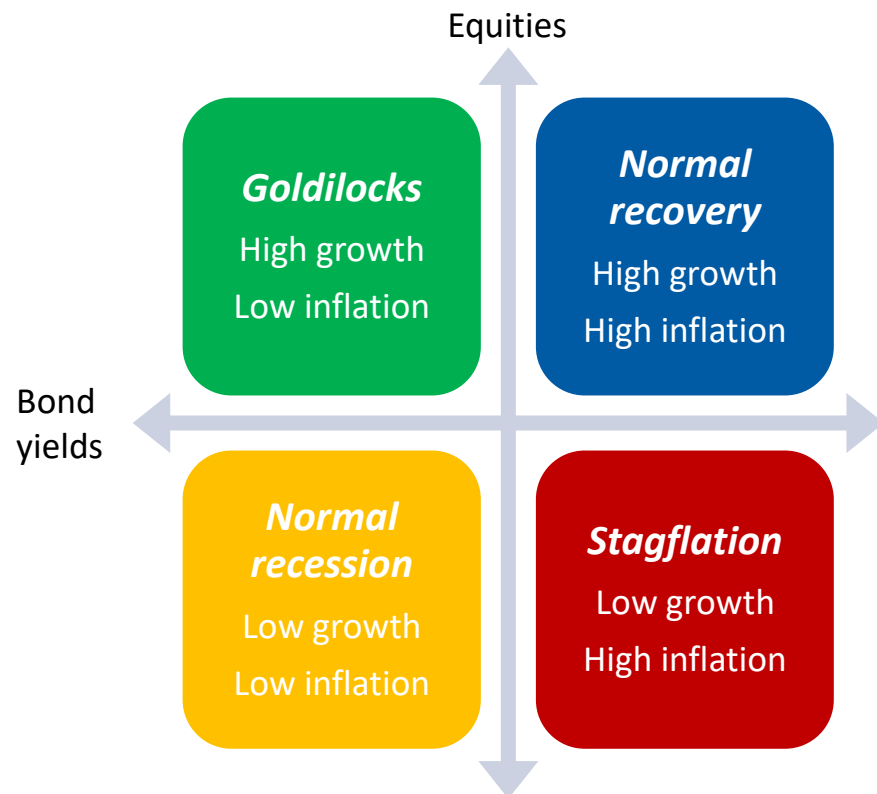 Equities
Goldilocks
High growth
Low inflation
Normal
recovery
High growth
High inflation
Bond
yields
Normal
recession
Low growth
Low inflation
Stagflation
Low growth
High inflation